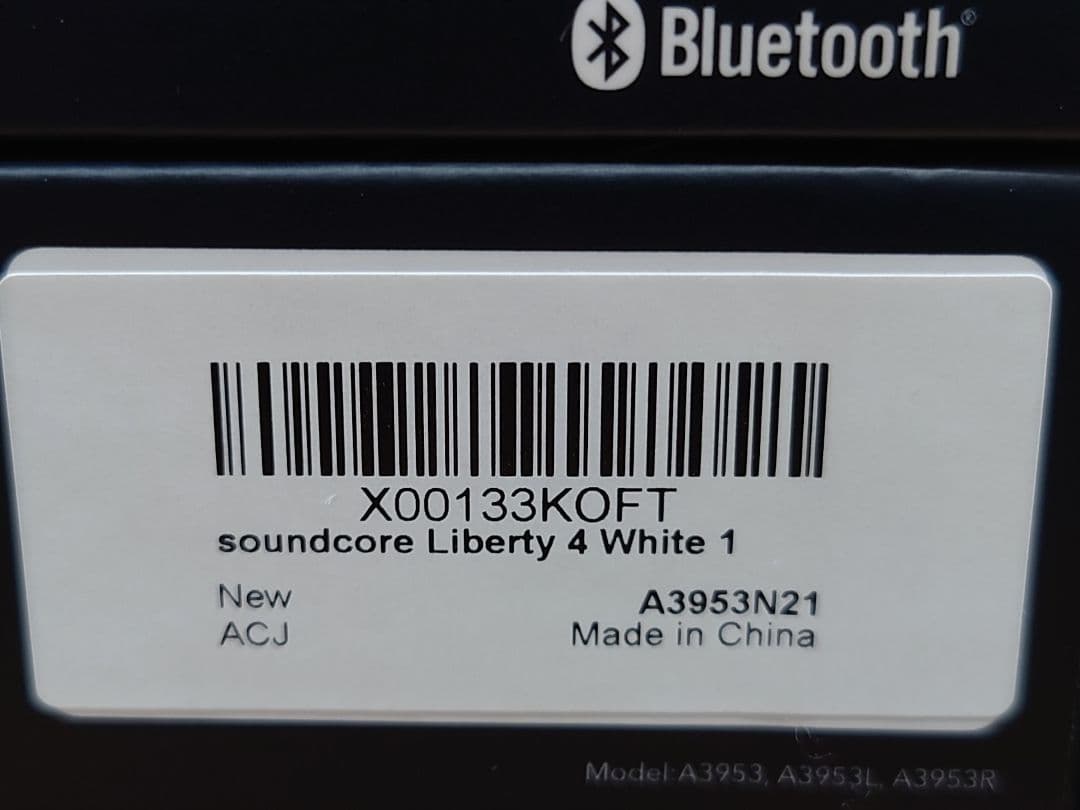 Bluetooth®
X00133KOFT
soundcore Liberty 4 White 1
New
A3953N21
ACJ
Made in China
Model:A3953, A3953L, A3953R